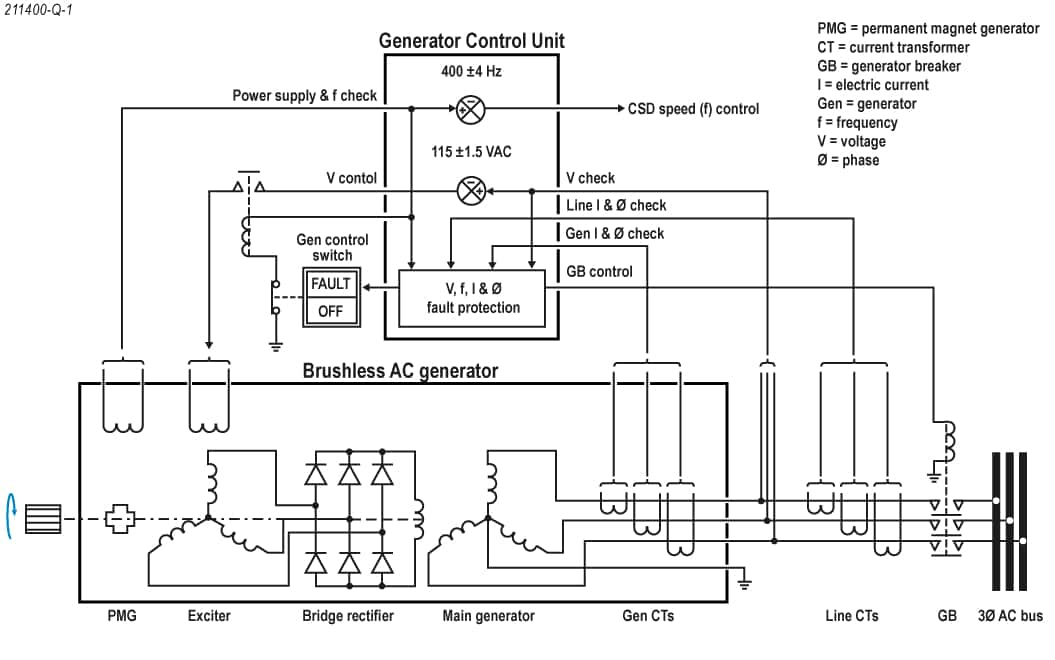 211400-Q-1
PMG = permanent magnet generator
CT = current transformer
GB = generator breaker
I = electric current
Gen = generator
f = frequency
V = voltage
Ø = phase
Generator Control Unit
400 ±4 Hz
Power supply & f check
CSD speed (f) control
115 ±1.5 VAC
V contol
V check
Line I & Ø check
Gen I & Ø check
Gen control
switch
GB control
FAULT
OFF
V, f, I & Ø
fault protection
Brushless AC generator
PMG
Exciter
Bridge rectifier
Main generator
Gen CTs
Line CTs
GB
3Ø AC bus